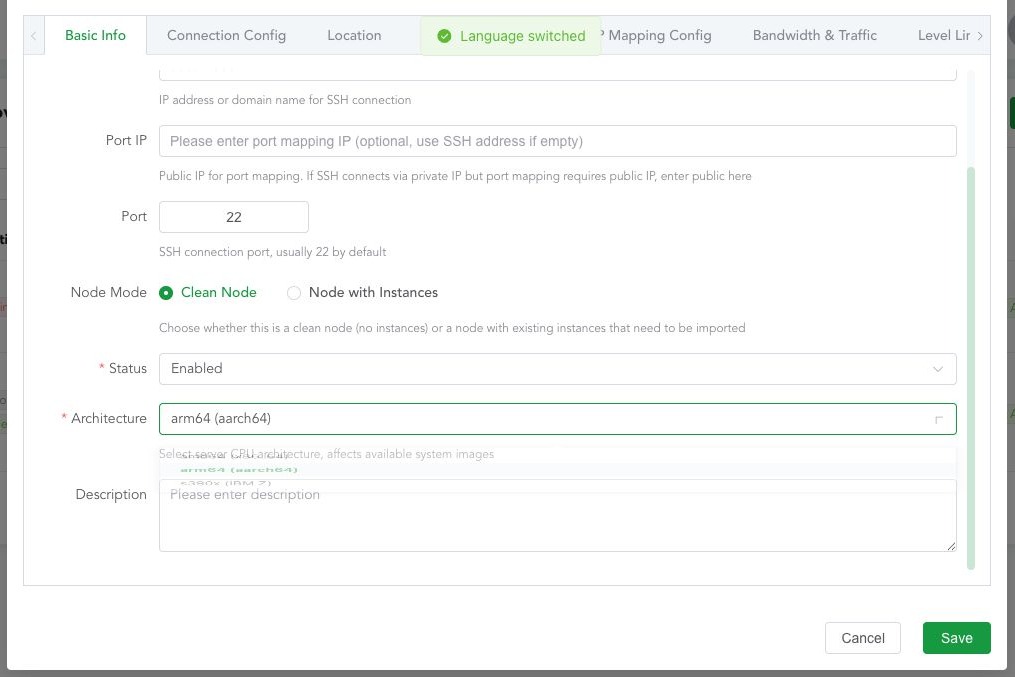 Basic Info
Connection Config
Location
Language switched
Mapping Config
Bandwidth & Traffic
Level Lir
IP address or domain name for SSH connection
Port IP
Please enter port mapping IP (optional, use SSH address if empty)
Public IP for port mapping. If SSH connects via private IP but port mapping requires public IP, enter public here
Port
22
SSH connection port, usually 22 by default
Node Mode
Clean Node
Node with Instances
Choose whether this is a clean node (no instances) or a node with existing instances that need to be imported
* Status
Enabled
* Architecture
arm64 (aarch64)
Select server CPU architecture, affects available system images
arm64 (aarch64)
s390x (IBM Z)
Description
Please enter description
Cancel
Save